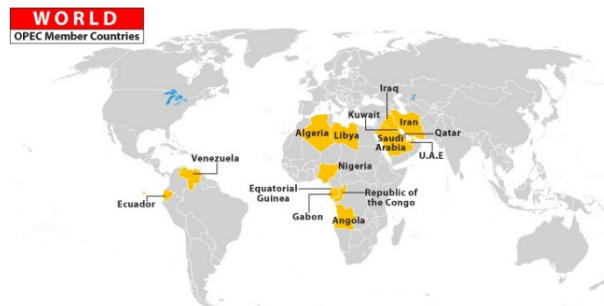 WORLD
OPEC Member Countries
Iraq
Kuwait
Iran
Algeria
Libya
Qatar
Saudi
Arabia
U.A.E
Venezuela
Nigeria
Equatorial
Guinea
Republic of
the Congo
Ecuador
Gabon
Angola